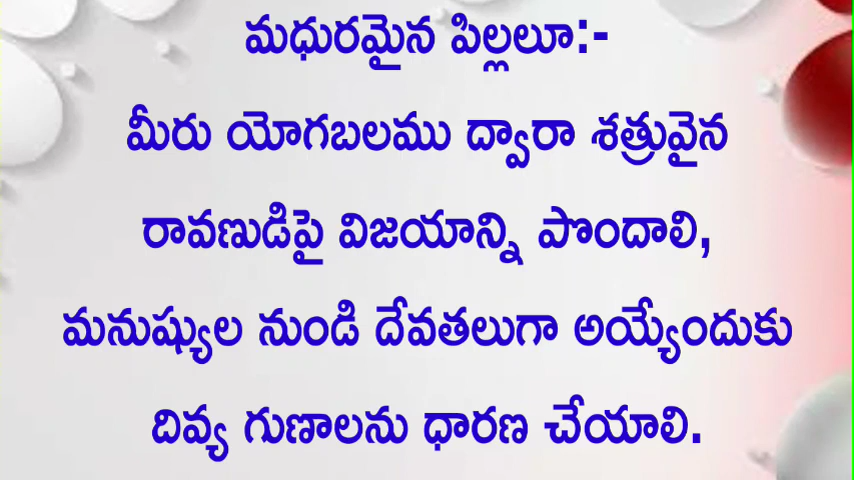 మధురమైన పిల్లలూ:-
మీరు యోగబలము ద్వారా శత్రువైన
రావణుడిపై విజయాన్ని పొందాలి,
మనుష్యుల నుండి దేవతలుగా అయ్యేందుకు
దివ్య గుణాలను ధారణ చేయాలి.